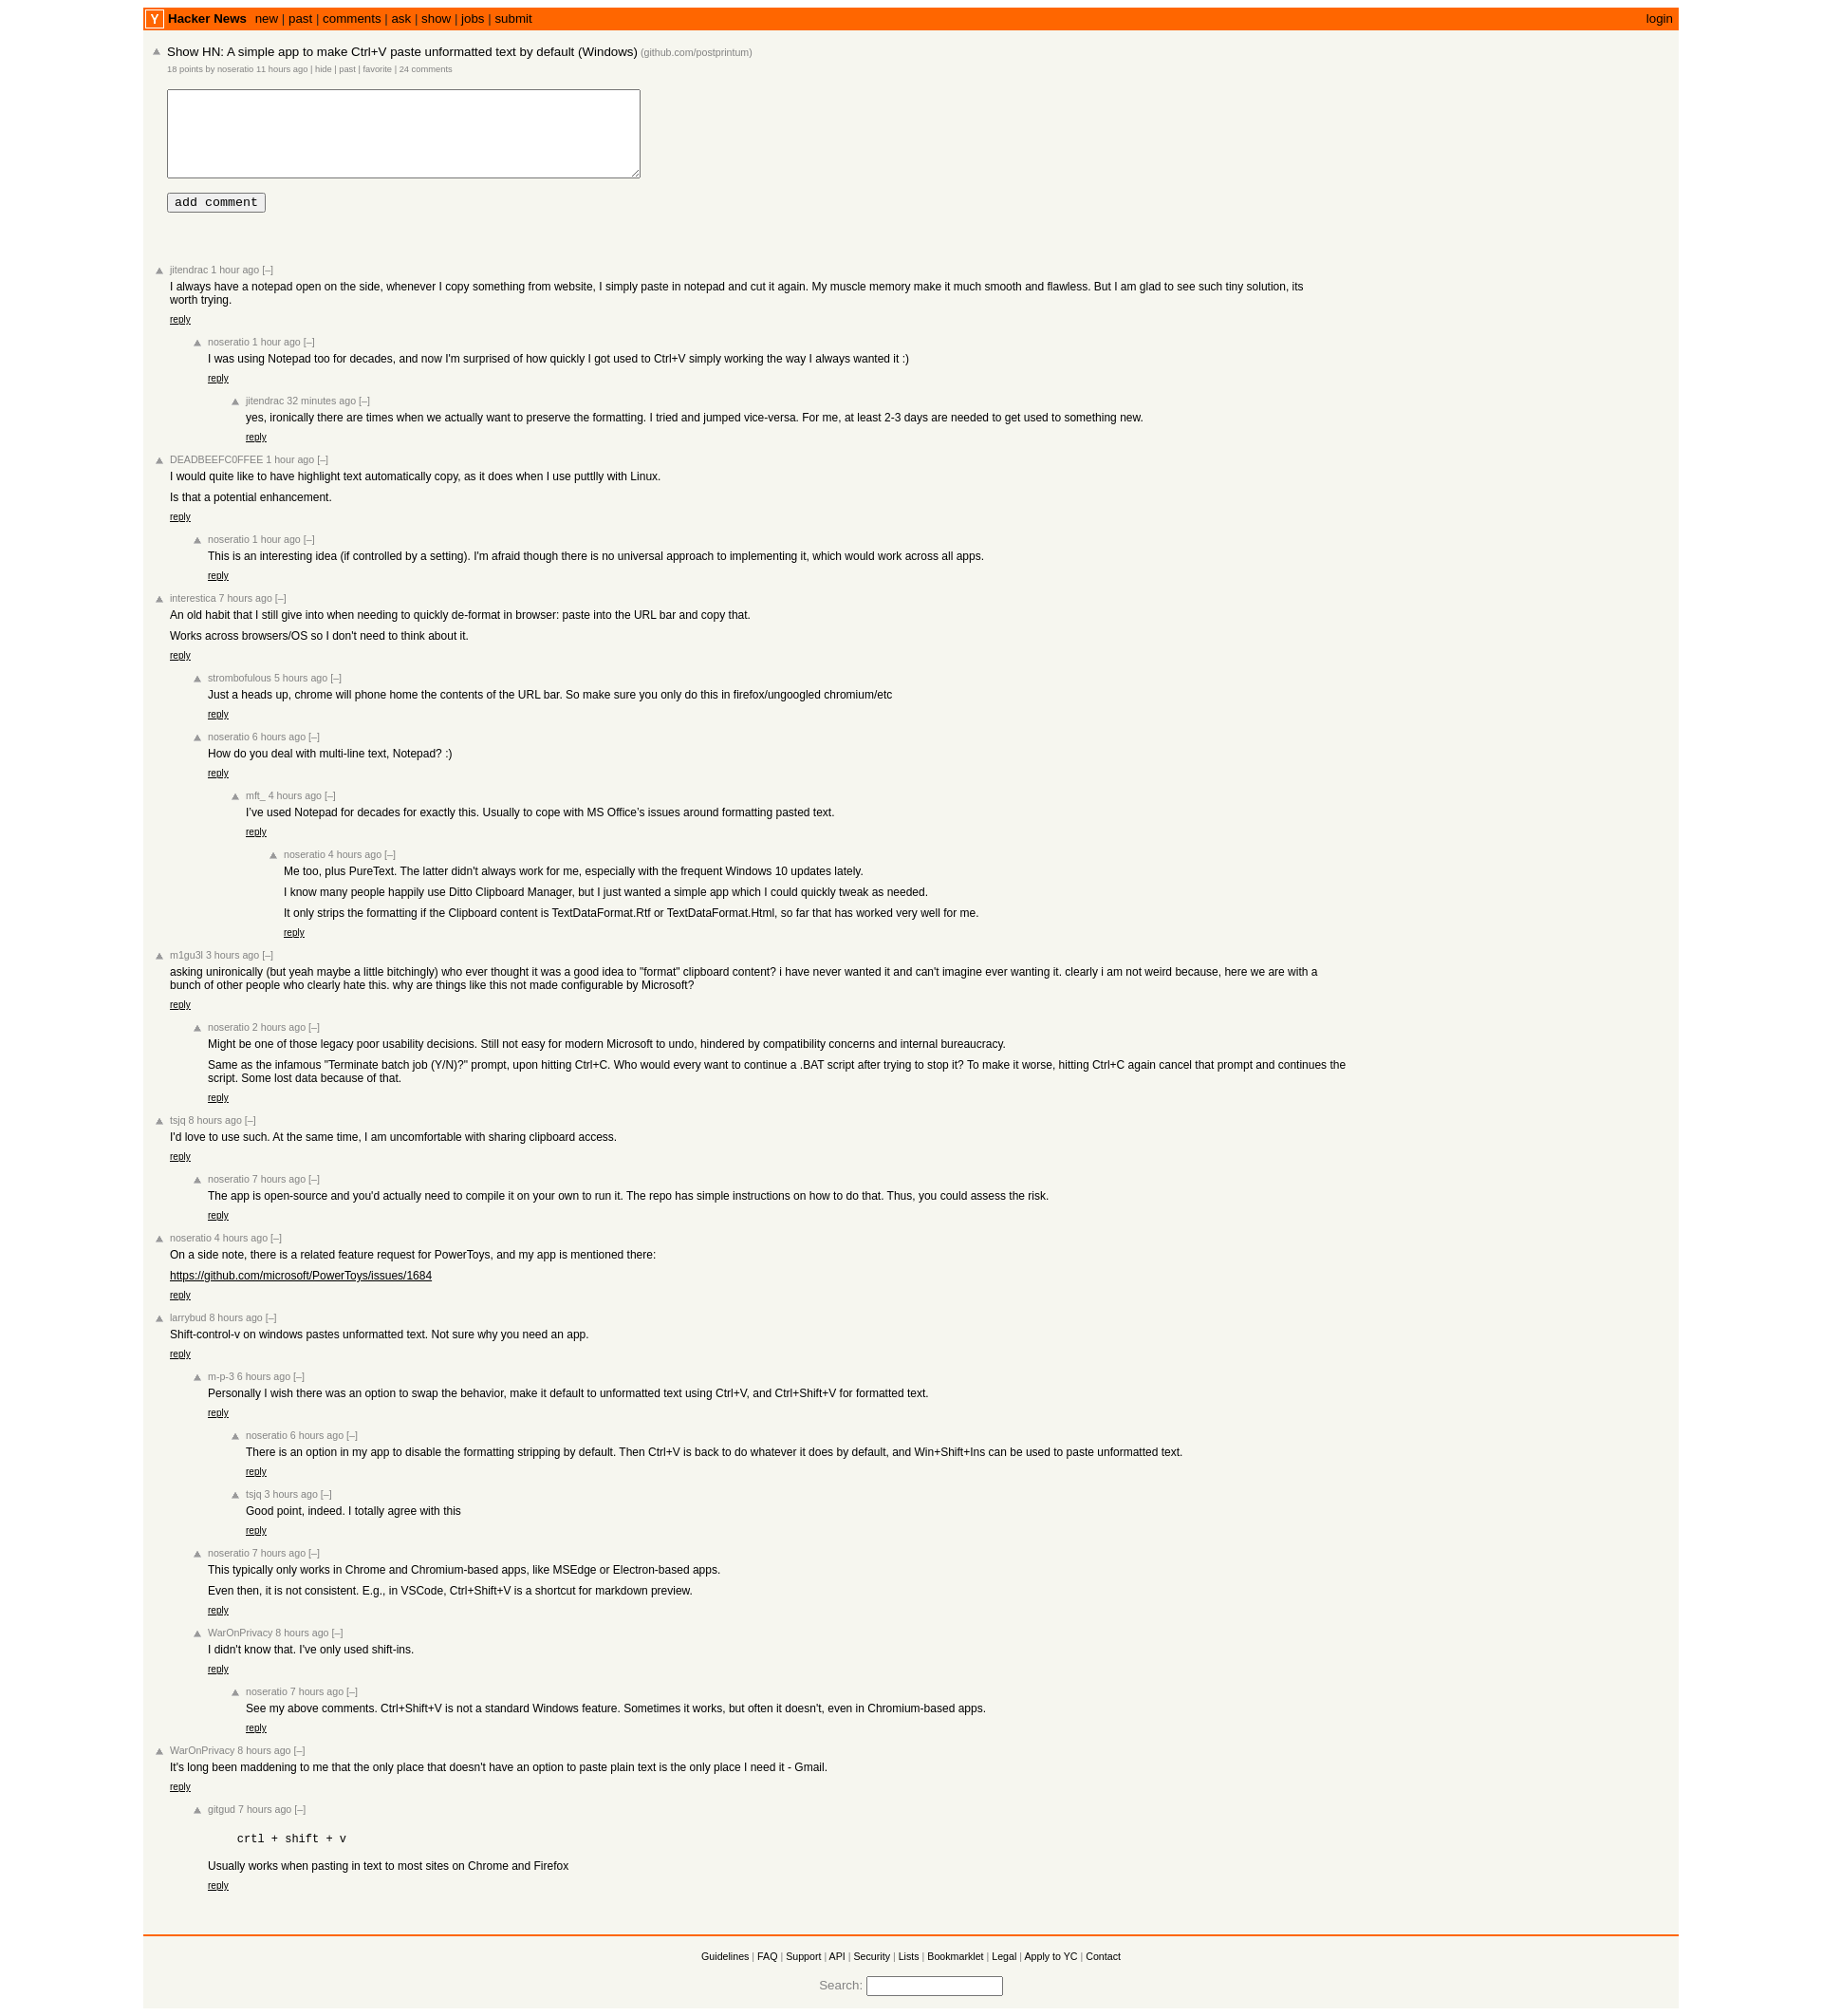 Y Hacker News new | past | comments | ask | show | jobs | submit login
Show HN: A simple app to make Ctrl+V paste unformatted text by default (Windows) (github.com/postprintum)
18 points by noseratio 11 hours ago | hide | past | favorite | 24 comments
add comment
jitendrac 1 hour ago [–]
I always have a notepad open on the side, whenever I copy something from website, I simply paste in notepad and cut it again. My muscle memory make it much smooth and flawless. But I am glad to see such tiny solution, its
worth trying.
reply
noseratio 1 hour ago [–]
I was using Notepad too for decades, and now I'm surprised of how quickly I got used to Ctrl+V simply working the way I always wanted it :)
reply
jitendrac 32 minutes ago [–]
yes, ironically there are times when we actually want to preserve the formatting. I tried and jumped vice-versa. For me, at least 2-3 days are needed to get used to something new.
reply
DEADBEEFC0FFEE 1 hour ago [–]
I would quite like to have highlight text automatically copy, as it does when I use puttlly with Linux.
Is that a potential enhancement.
reply
noseratio 1 hour ago [–]
This is an interesting idea (if controlled by a setting). I'm afraid though there is no universal approach to implementing it, which would work across all apps.
reply
interestica 7 hours ago [–]
An old habit that I still give into when needing to quickly de-format in browser: paste into the URL bar and copy that.
Works across browsers/OS so I don't need to think about it.
reply
strombofulous 5 hours ago [–]
Just a heads up, chrome will phone home the contents of the URL bar. So make sure you only do this in firefox/ungoogled chromium/etc
reply
noseratio 6 hours ago [–]
How do you deal with multi-line text, Notepad? :)
reply
mft_ 4 hours ago [–]
I've used Notepad for decades for exactly this. Usually to cope with MS Office's issues around formatting pasted text.
reply
noseratio 4 hours ago [–]
Me too, plus PureText. The latter didn't always work for me, especially with the frequent Windows 10 updates lately.
I know many people happily use Ditto Clipboard Manager, but I just wanted a simple app which I could quickly tweak as needed.
It only strips the formatting if the Clipboard content is TextDataFormat.Rtf or TextDataFormat.Html, so far that has worked very well for me.
reply
m1gu3l 3 hours ago [–]
asking unironically (but yeah maybe a little bitchingly) who ever thought it was a good idea to "format" clipboard content? i have never wanted it and can't imagine ever wanting it. clearly i am not weird because, here we are with a
bunch of other people who clearly hate this. why are things like this not made configurable by Microsoft?
reply
noseratio 2 hours ago [–]
Might be one of those legacy poor usability decisions. Still not easy for modern Microsoft to undo, hindered by compatibility concerns and internal bureaucracy.
Same as the infamous "Terminate batch job (Y/N)?" prompt, upon hitting Ctrl+C. Who would every want to continue a .BAT script after trying to stop it? To make it worse, hitting Ctrl+C again cancel that prompt and continues the
script. Some lost data because of that.
reply
tsjq 8 hours ago [–]
I'd love to use such. At the same time, I am uncomfortable with sharing clipboard access.
reply
noseratio 7 hours ago [–]
The app is open-source and you'd actually need to compile it on your own to run it. The repo has simple instructions on how to do that. Thus, you could assess the risk.
reply
noseratio 4 hours ago [–]
On a side note, there is a related feature request for PowerToys, and my app is mentioned there:
https://github.com/microsoft/PowerToys/issues/1684
reply
larrybud 8 hours ago [–]
Shift-control-v on windows pastes unformatted text. Not sure why you need an app.
reply
m-p-3 6 hours ago [–]
Personally I wish there was an option to swap the behavior, make it default to unformatted text using Ctrl+V, and Ctrl+Shift+V for formatted text.
reply
noseratio 6 hours ago [–]
There is an option in my app to disable the formatting stripping by default. Then Ctrl+V is back to do whatever it does by default, and Win+Shift+Ins can be used to paste unformatted text.
reply
tsjq 3 hours ago [–]
Good point, indeed. I totally agree with this
reply
noseratio 7 hours ago [–]
This typically only works in Chrome and Chromium-based apps, like MSEdge or Electron-based apps.
Even then, it is not consistent. E.g., in VSCode, Ctrl+Shift+V is a shortcut for markdown preview.
reply
WarOnPrivacy 8 hours ago [–]
I didn't know that. I've only used shift-ins.
reply
noseratio 7 hours ago [–]
See my above comments. Ctrl+Shift+V is not a standard Windows feature. Sometimes it works, but often it doesn't, even in Chromium-based apps.
reply
WarOnPrivacy 8 hours ago [–]
It's long been maddening to me that the only place that doesn't have an option to paste plain text is the only place I need it - Gmail.
reply
gitgud 7 hours ago [–]
crtl + shift + v
Usually works when pasting in text to most sites on Chrome and Firefox
reply
Guidelines | FAQ | Support | API | Security | Lists | Bookmarklet | Legal | Apply to YC | Contact
Search: